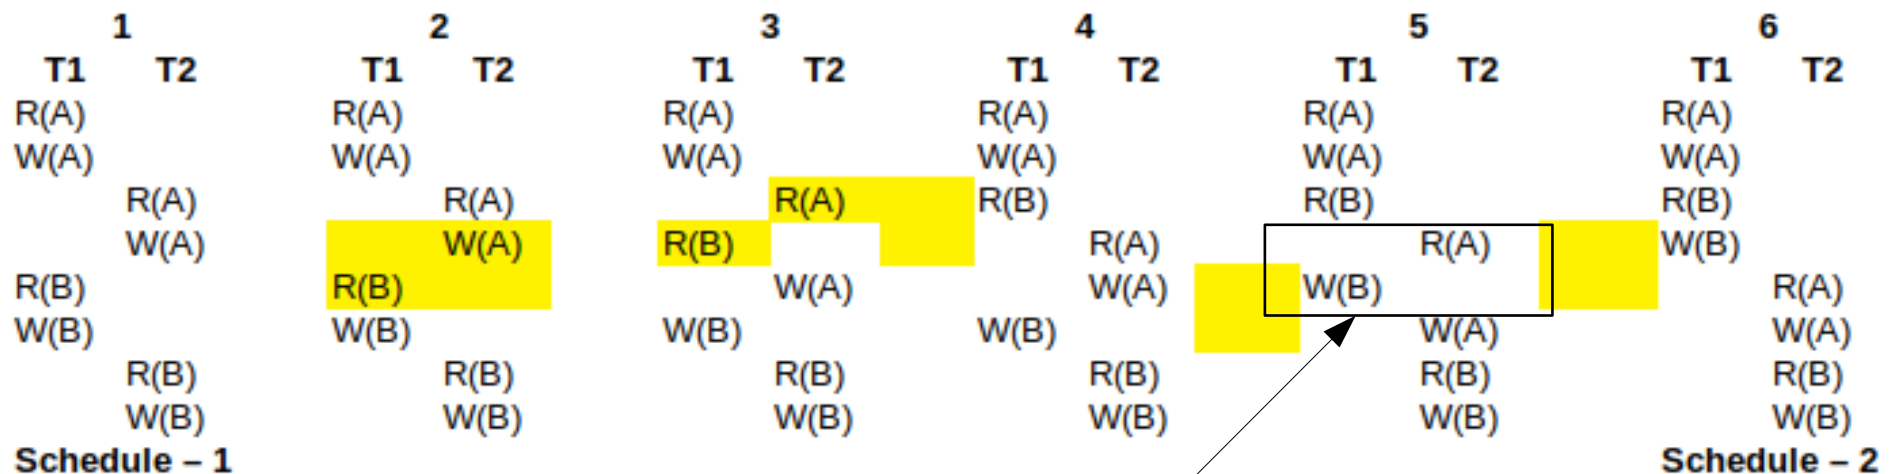 1 2 3 4 5 6
T1 T2 T1 T2 T1 T2 T1 T2 T1 T2 T1 T2
R(A) R(A) R(A) R(A) R(A) R(A)
W(A) W(A) W(A) W(A) W(A) W(A)
R(A) R(A) R(A) R(B) R(B) R(B)
W(A) W(A) R(B) R(A) R(A) W(B)
R(B) R(B) W(A) W(A) W(B) R(A)
W(B) W(B) W(B) W(B) W(A) W(A)
R(B) R(B) R(B) R(B) R(B) R(B)
W(B) W(B) W(B) W(B) W(B) W(B)
Schedule – 1 Schedule – 2